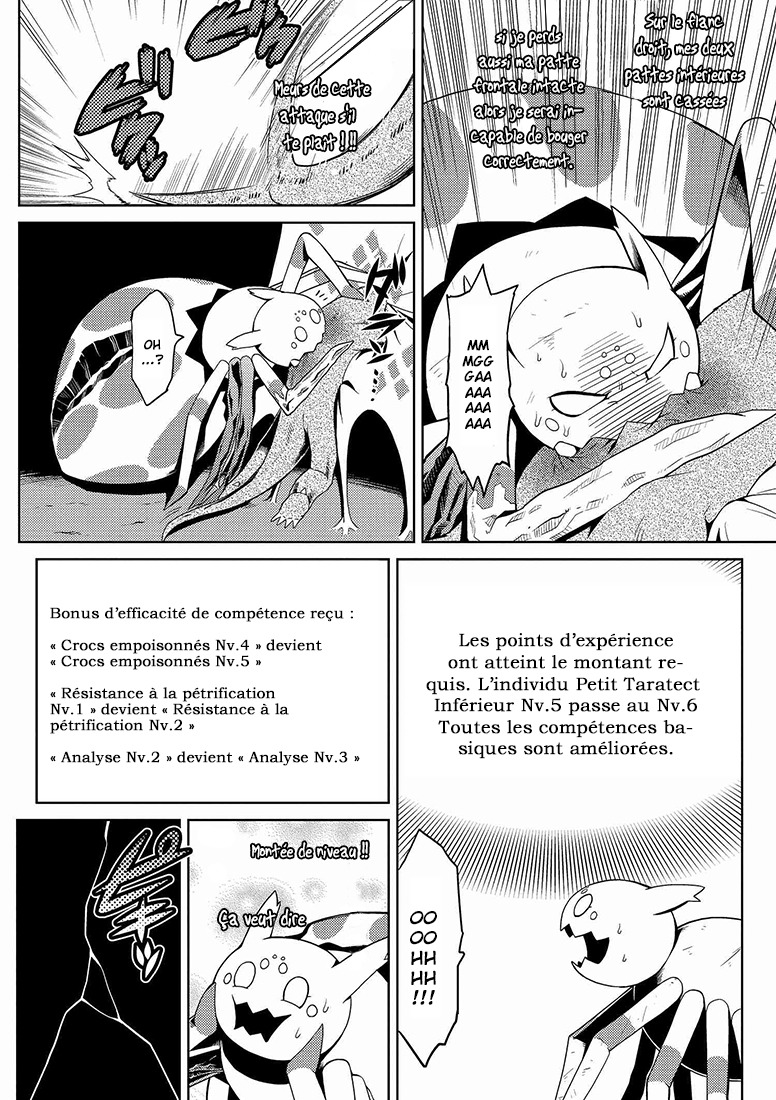 Sur le flanc
droit, mes deux
pattes intérieures
sont cassées
si je perds
aussi ma patte
frontale intacte
alors je serai in-
capable de bouger
correctement.
MM
MGG
GAA
AAA
AAA
AAA
Meurs de cette
attaque s'il
te plait ! !!
OH
...?
Les points d'expérience
ont atteint le montant re-
quis. L'individu Petit Taratect
Inférieur Nv.5 passe au Nv.6
Toutes les compétences ba-
siques sont améliorées.
OO
OO
HH
HH
!!!
Bonus d'efficacité de compétence reçu :
« Crocs empoisonnés Nv.4 » devient
« Crocs empoisonnés Nv.5 »
« Résistance à la pétrification
Nv.1 » devient « Résistance à la
pétrification Nv.2 »
« Analyse Nv.2 » devient « Analyse Nv.3 »
Montée de niveau !!
Ça veut dire